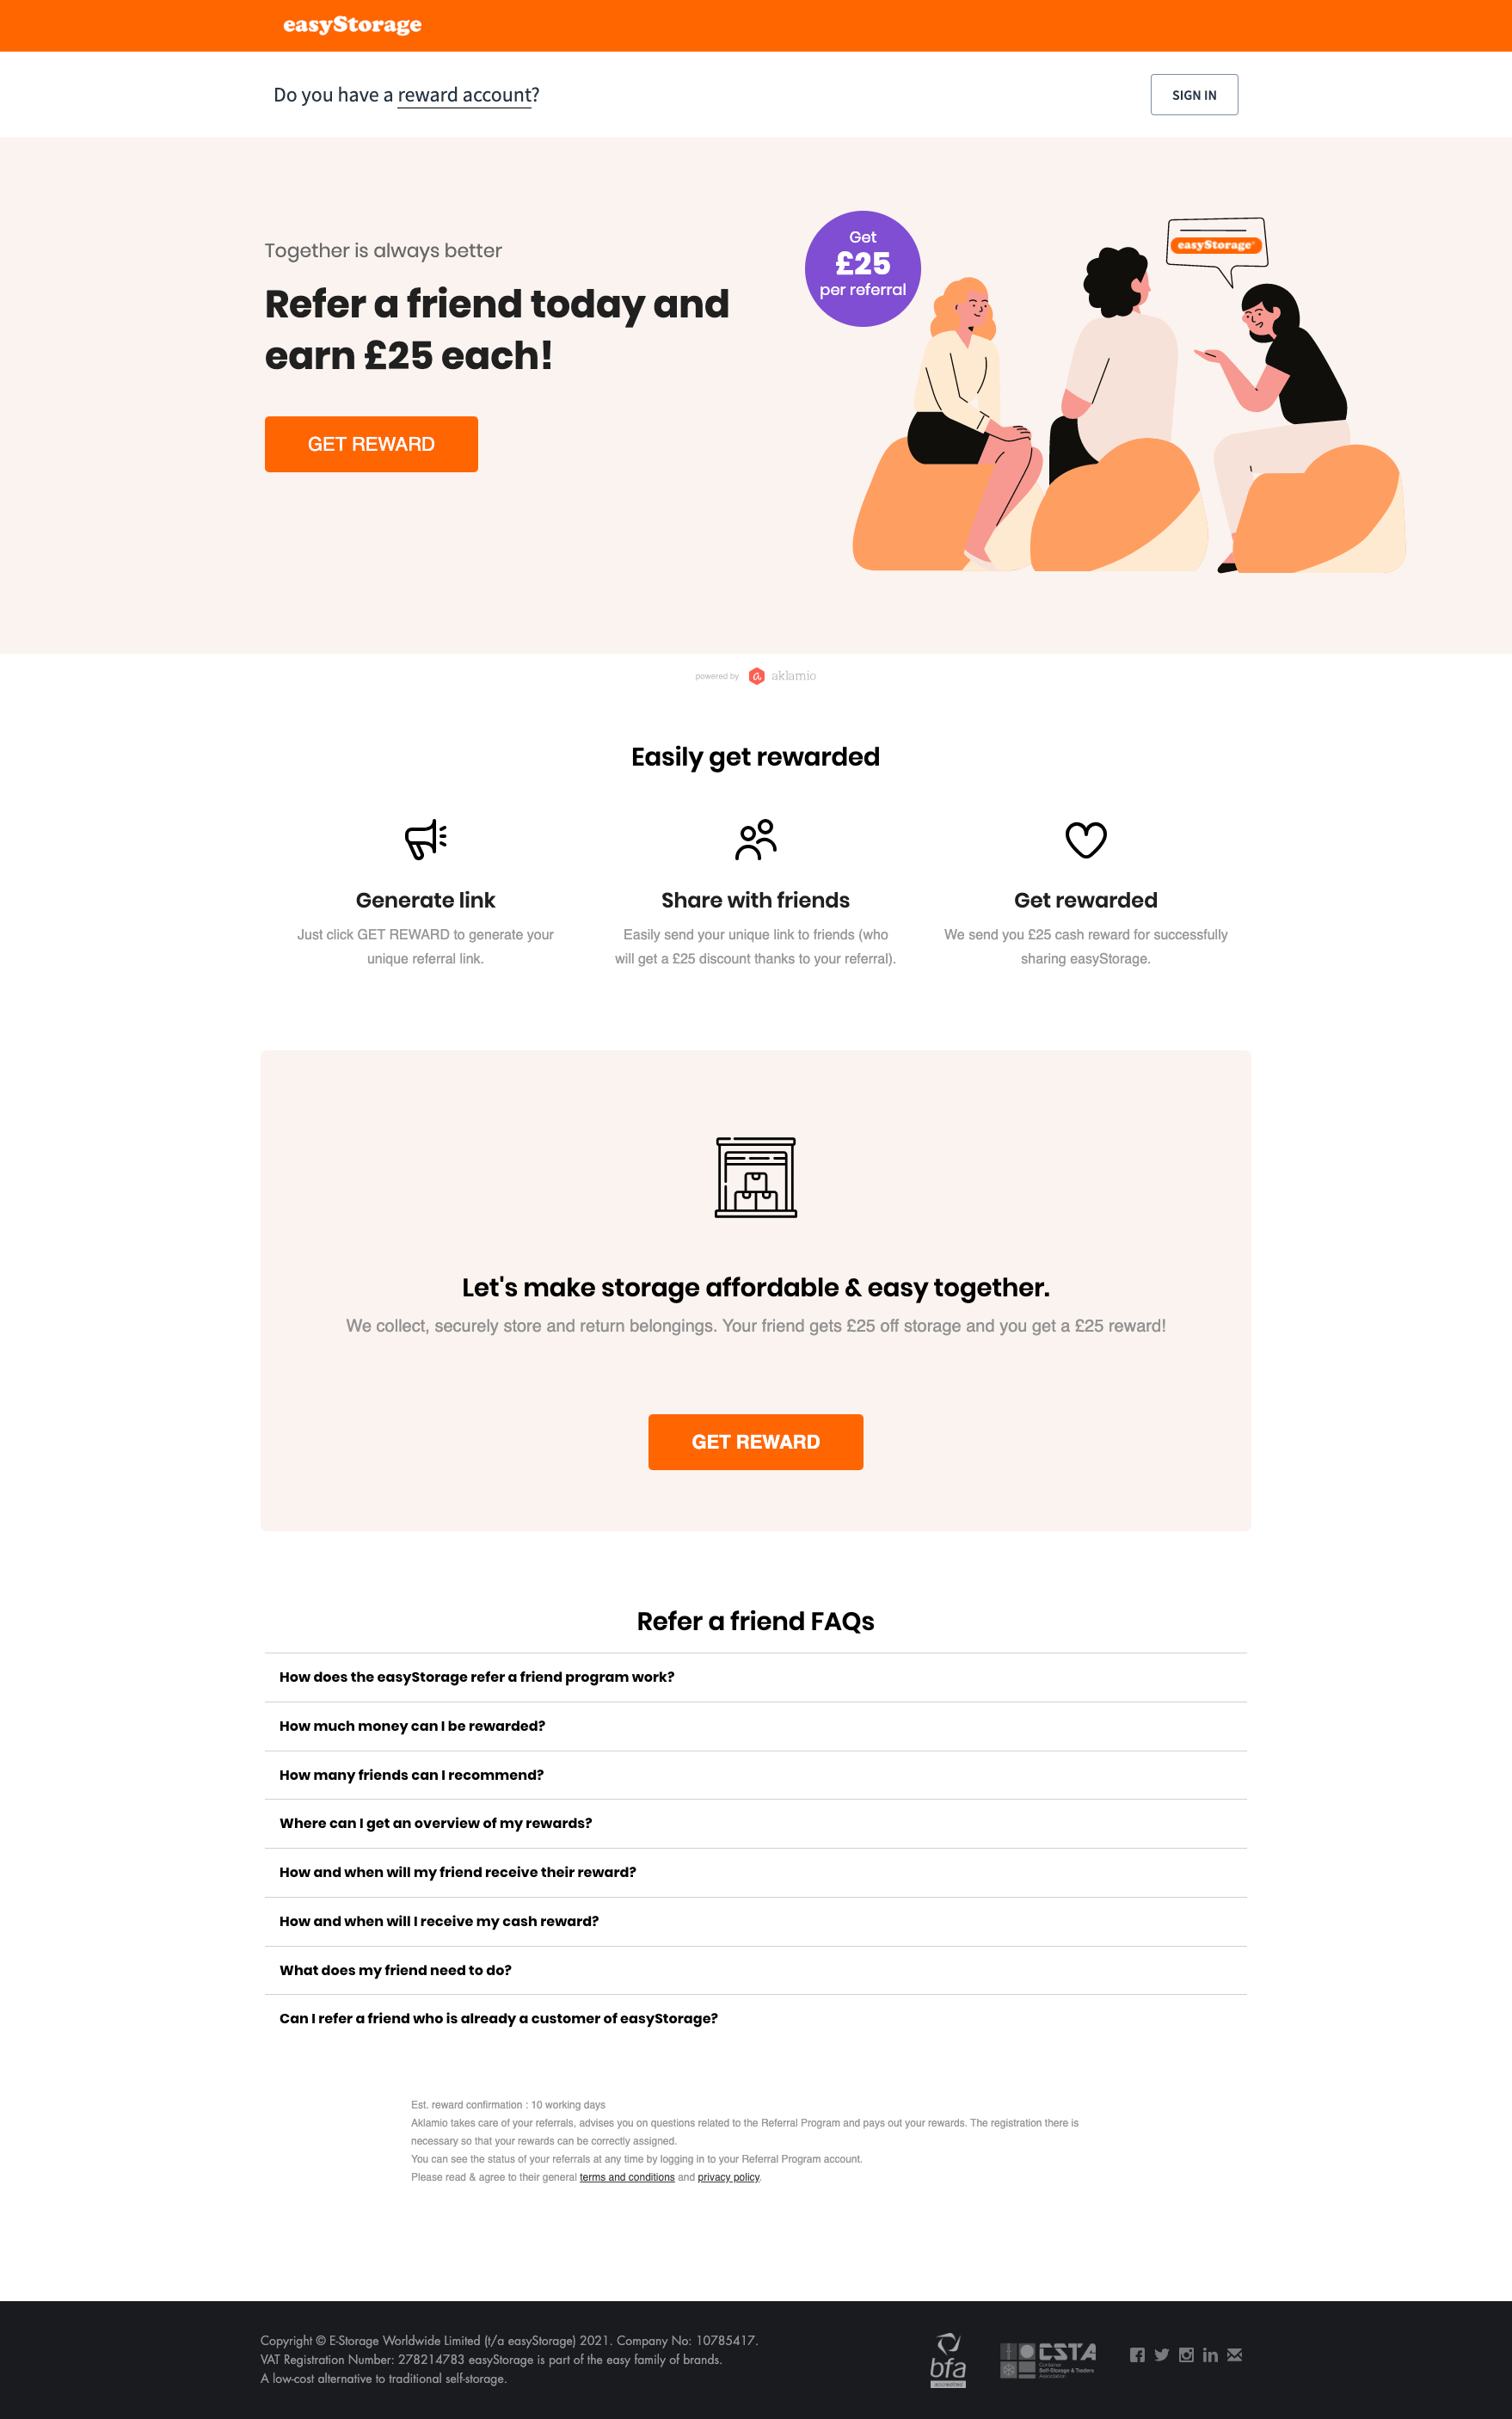 easyStorage
Do you have a reward account?
SIGN IN
Together is always better
Refer a friend today and
earn £25 each!
GET REWARD
Get
£25
per referral
easyStorage
powered by aklamio
Easily get rewarded
Generate link
Just click GET REWARD to generate your
unique referral link.
Share with friends
Easily send your unique link to friends (who
will get a £25 discount thanks to your referral).
Get rewarded
We send you £25 cash reward for successfully
sharing easyStorage.
Let's make storage affordable & easy together.
We collect, securely store and return belongings. Your friend gets £25 off storage and you get a £25 reward!
GET REWARD
Refer a friend FAQs
How does the easyStorage refer a friend program work?
How much money can I be rewarded?
How many friends can I recommend?
Where can I get an overview of my rewards?
How and when will my friend receive their reward?
How and when will I receive my cash reward?
What does my friend need to do?
Can I refer a friend who is already a customer of easyStorage?
Est. reward confirmation : 10 working days
Aklamio takes care of your referrals, advises you on questions related to the Referral Program and pays out your rewards. The registration there is
necessary so that your rewards can be correctly assigned.
You can see the status of your referrals at any time by logging in to your Referral Program account.
Please read & agree to their general terms and conditions and privacy policy.
Copyright © E-Storage Worldwide Limited (t/a easyStorage) 2021. Company No: 10785417.
VAT Registration Number: 278214783 easyStorage is part of the easy family of brands.
A low-cost alternative to traditional self-storage.
bfa
accredited
CSTA
Container
Self-Storage & Traders
Association